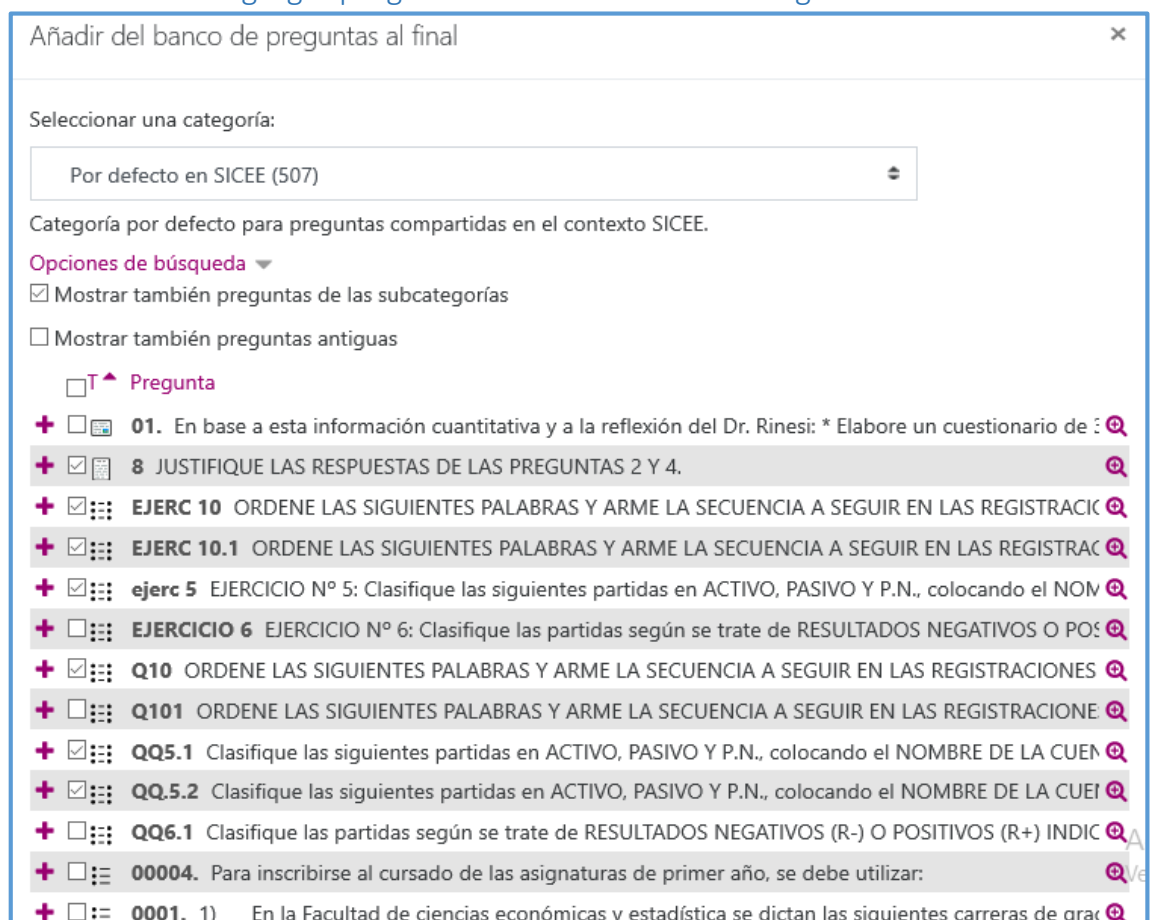 Añadir del banco de preguntas al final ×
Seleccionar una categoría:
Por defecto en SICEE (507)
Categoría por defecto para preguntas compartidas en el contexto SICEE.
Opciones de búsqueda
Mostrar también preguntas de las subcategorías
Mostrar también preguntas antiguas
T Pregunta
01. En base a esta información cuantitativa y a la reflexión del Dr. Rinesi: * Elabore un cuestionario de
8 JUSTIFIQUE LAS RESPUESTAS DE LAS PREGUNTAS 2 Y 4.
EJERC 10 ORDENE LAS SIGUIENTES PALABRAS Y ARME LA SECUENCIA A SEGUIR EN LAS REGISTRACI
EJERC 10.1 ORDENE LAS SIGUIENTES PALABRAS Y ARME LA SECUENCIA A SEGUIR EN LAS REGISTRAC
ejerc 5 EJERCICIO Nº 5: Clasifique las siguientes partidas en ACTIVO, PASIVO Y P.N., colocando el NOM
EJERCICIO 6 EJERCICIO Nº 6: Clasifique las partidas según se trate de RESULTADOS NEGATIVOS O POS
Q10 ORDENE LAS SIGUIENTES PALABRAS Y ARME LA SECUENCIA A SEGUIR EN LAS REGISTRACIONES
Q101 ORDENE LAS SIGUIENTES PALABRAS Y ARME LA SECUENCIA A SEGUIR EN LAS REGISTRACIONE
QQ5.1 Clasifique las siguientes partidas en ACTIVO, PASIVO Y P.N., colocando el NOMBRE DE LA CUEN
QQ.5.2 Clasifique las siguientes partidas en ACTIVO, PASIVO Y P.N., colocando el NOMBRE DE LA CUE
QQ6.1 Clasifique las partidas según se trate de RESULTADOS NEGATIVOS (R-) O POSITIVOS (R+) INDIC
00004. Para inscribirse al cursado de las asignaturas de primer año, se debe utilizar:
0001. 1) En la Facultad de ciencias económicas y estadística se dictan las siguientes carreras de gra